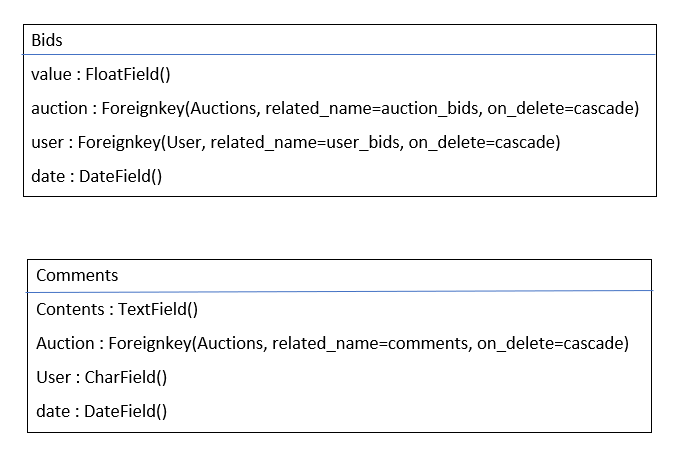 Bids
value : FloatField()
auction : Foreignkey(Auctions, related_name=auction_bids, on_delete=cascade)
user : Foreignkey(User, related_name=user_bids, on_delete=cascade)
date : DateField()
Comments
Contents : TextField()
Auction : Foreignkey(Auctions, related_name=comments, on_delete=cascade)
User : CharField()
date : DateField()